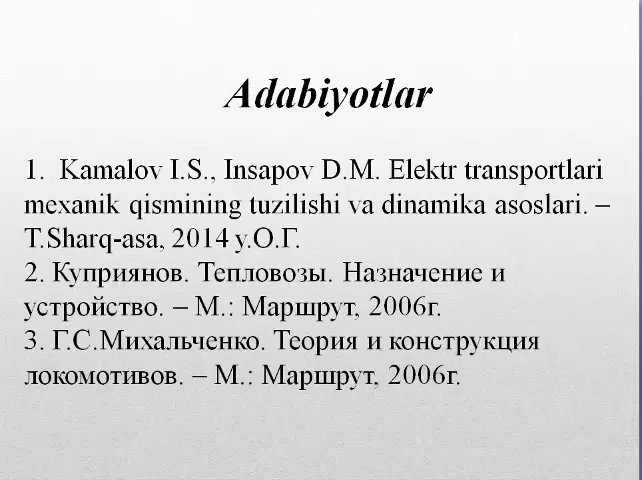 Adabiyotlar
1. Kamalov I.S., Insapov D.M. Elektr transportlari
mexanik qismining tuzilishi va dinamika asoslari. –
T.Sharq-asa, 2014 y.О.Г.
2. Куприянов. Тепловозы. Назначение и
устройство. – М.: Маршрут, 2006г.
3. Г.С.Михальченко. Теория и конструкция
локомотивов. – М.: Маршрут, 2006г.